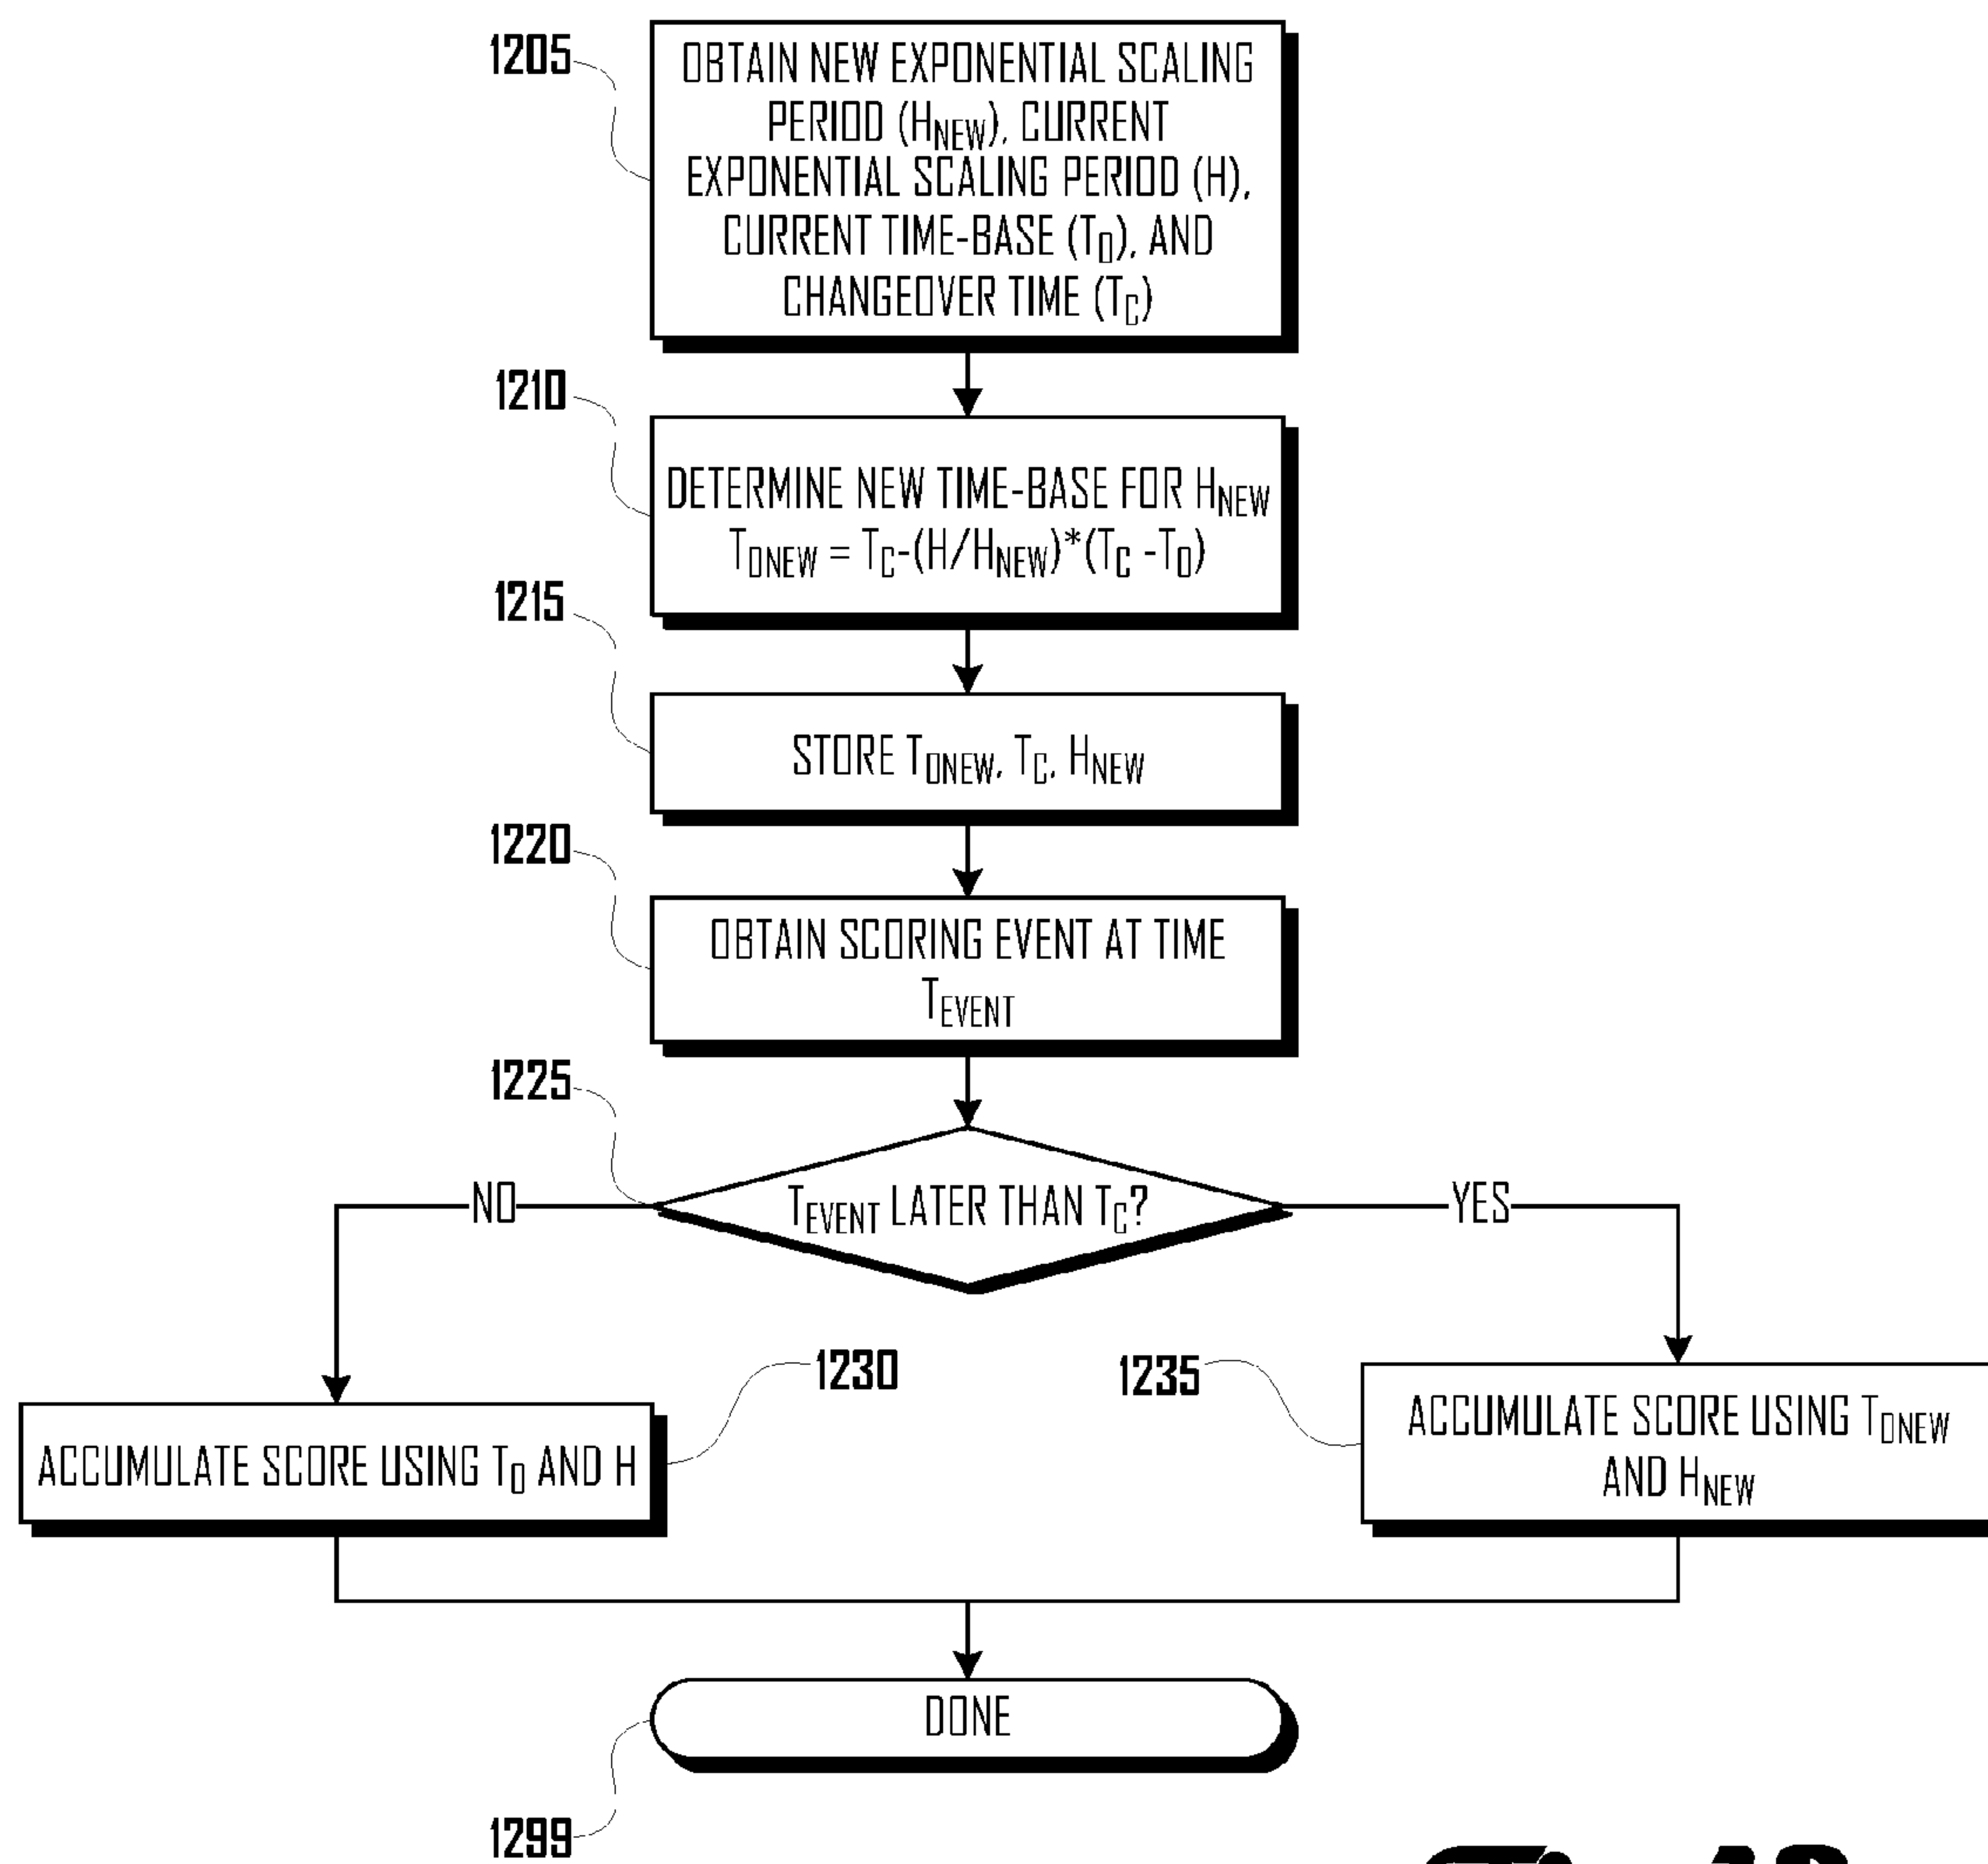 1205
OBTAIN NEW EXPONENTIAL SCALING
PERIOD (HNEW), CURRENT
EXPONENTIAL SCALING PERIOD (H),
CURRENT TIME-BASE (T0), AND
CHANGEOVER TIME (TC)
1210
DETERMINE NEW TIME-BASE FOR HNEW
T0NEW = TC-(H/HNEW)*(TC -T0)
1215
STORE T0NEW, TC, HNEW
1220
OBTAIN SCORING EVENT AT TIME
TEVENT
1225
NO
TEVENT LATER THAN TC?
YES
1230
1235
ACCUMULATE SCORE USING T0 AND H
ACCUMULATE SCORE USING T0NEW
AND HNEW
DONE
1299